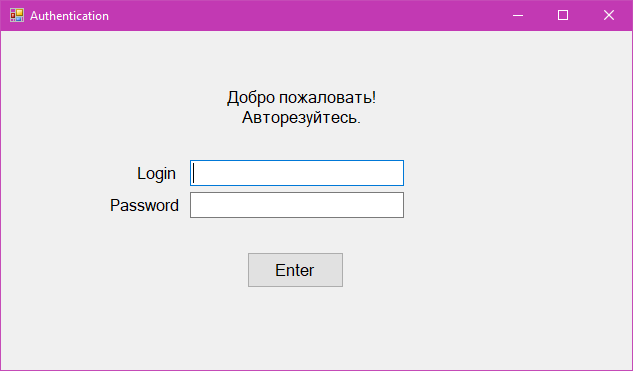 Authentication
Добро пожаловать!
Авторезуйтесь.
Login
Password
Enter